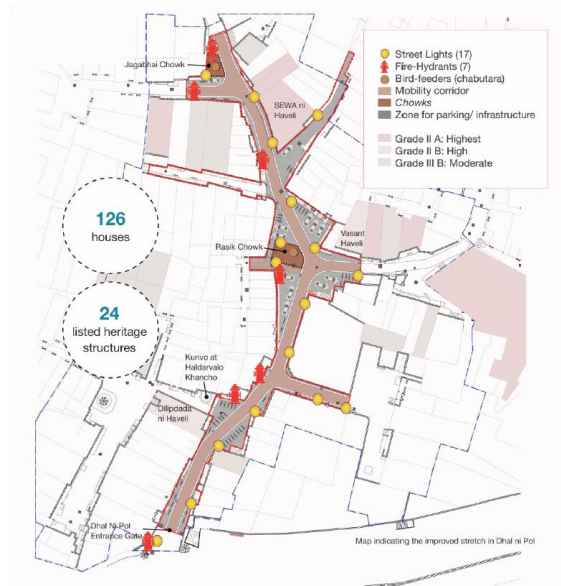 Jagabhai Chowk
SEWA ni
Haveli
Street Lights (17)
Fire-Hydrants (7)
Bird-feeders (chabutara)
Mobility corridor
Chowks
Zone for parking/ infrastructure
Grade II A: Highest
Grade II B: High
Grade III B: Moderate
126
houses
Rasik Chowk
Vasant
Haveli
24
listed heritage
structures
Kunvo at
Haldarvalo
Khancho
Dilipdada
ni Haveli
Dhal Ni Pol
Entrance Gate
Map indicating the improved stretch in Dhal ni Pol